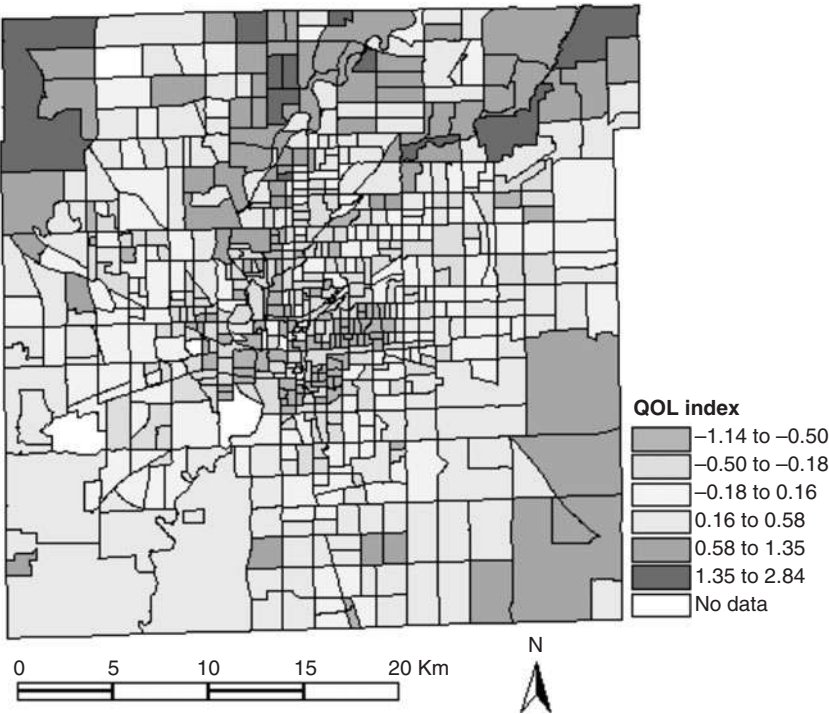 QOL index
–1.14 to –0.50
–0.50 to –0.18
–0.18 to 0.16
0.16 to 0.58
0.58 to 1.35
1.35 to 2.84
No data
N
0 5 10 15 20 Km